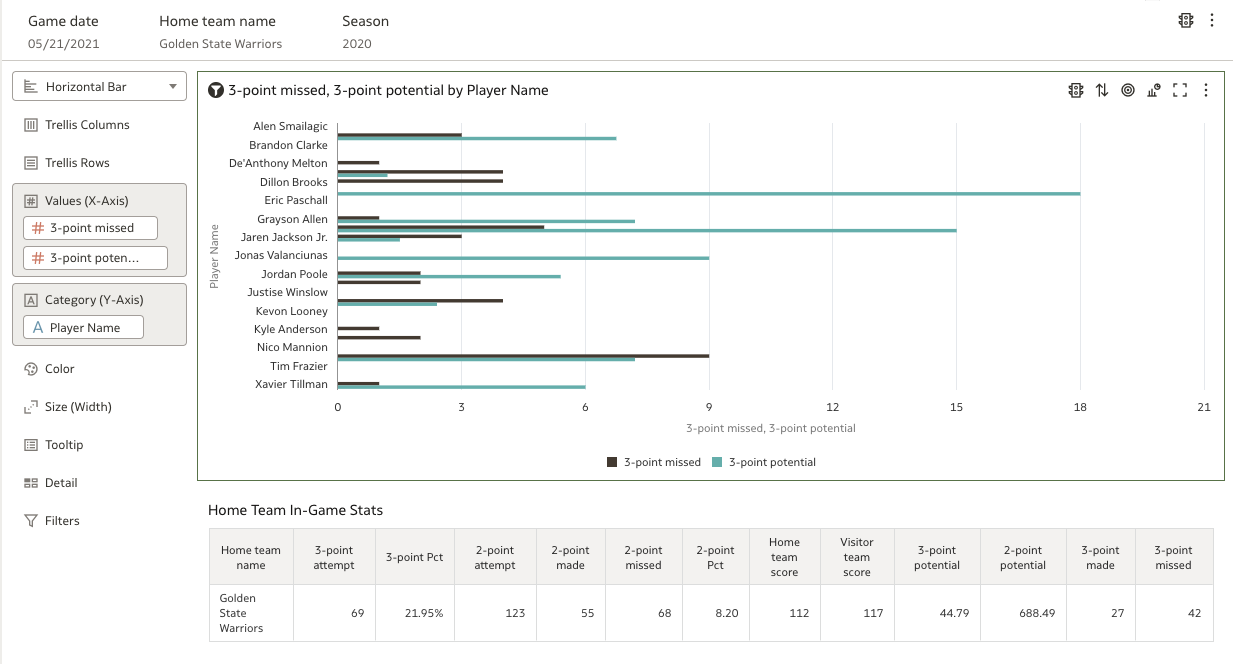 Game date
Home team name
Season
05/21/2021
Golden State Warriors
2020
Horizontal Bar
Trellis Columns
Trellis Rows
Values (X-Axis)
# 3-point missed
# 3-point poten...
Category (Y-Axis)
A Player Name
Color
Size (Width)
Tooltip
Detail
Filters
3-point missed, 3-point potential by Player Name
Player Name
Alen Smailagic
Brandon Clarke
De'Anthony Melton
Dillon Brooks
Eric Paschall
Grayson Allen
Jaren Jackson Jr.
Jonas Valanciunas
Jordan Poole
Justise Winslow
Kevon Looney
Kyle Anderson
Nico Mannion
Tim Frazier
Xavier Tillman
0 3 6 9 12 15 18 21
3-point missed, 3-point potential
3-point missed 3-point potential
Home Team In-Game Stats
Home team name
3-point attempt
3-point Pct
2-point attempt
2-point made
2-point missed
2-point Pct
Home team score
Visitor team score
3-point potential
2-point potential
3-point made
3-point missed
Golden State Warriors
69
21.95%
123
55
68
8.20
112
117
44.79
688.49
27
42